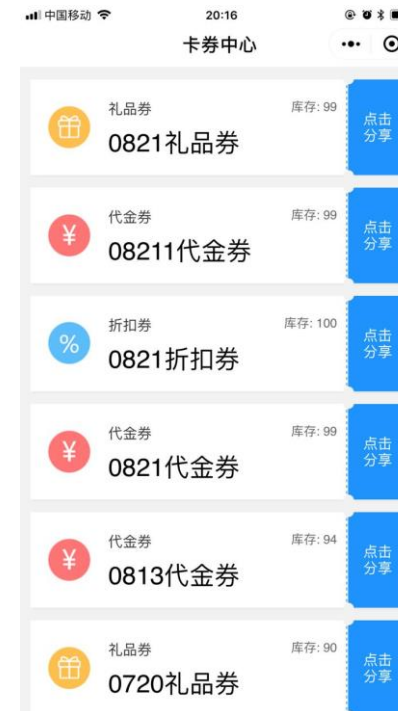 中国移动 20:16
卡券中心
礼品券 库存: 99
0821礼品券
点击
分享
代金券 库存: 99
08211代金券
点击
分享
折扣券 库存: 100
0821折扣券
点击
分享
代金券 库存: 99
0821代金券
点击
分享
代金券 库存: 94
0813代金券
点击
分享
礼品券 库存: 90
0720礼品券
点击
分享